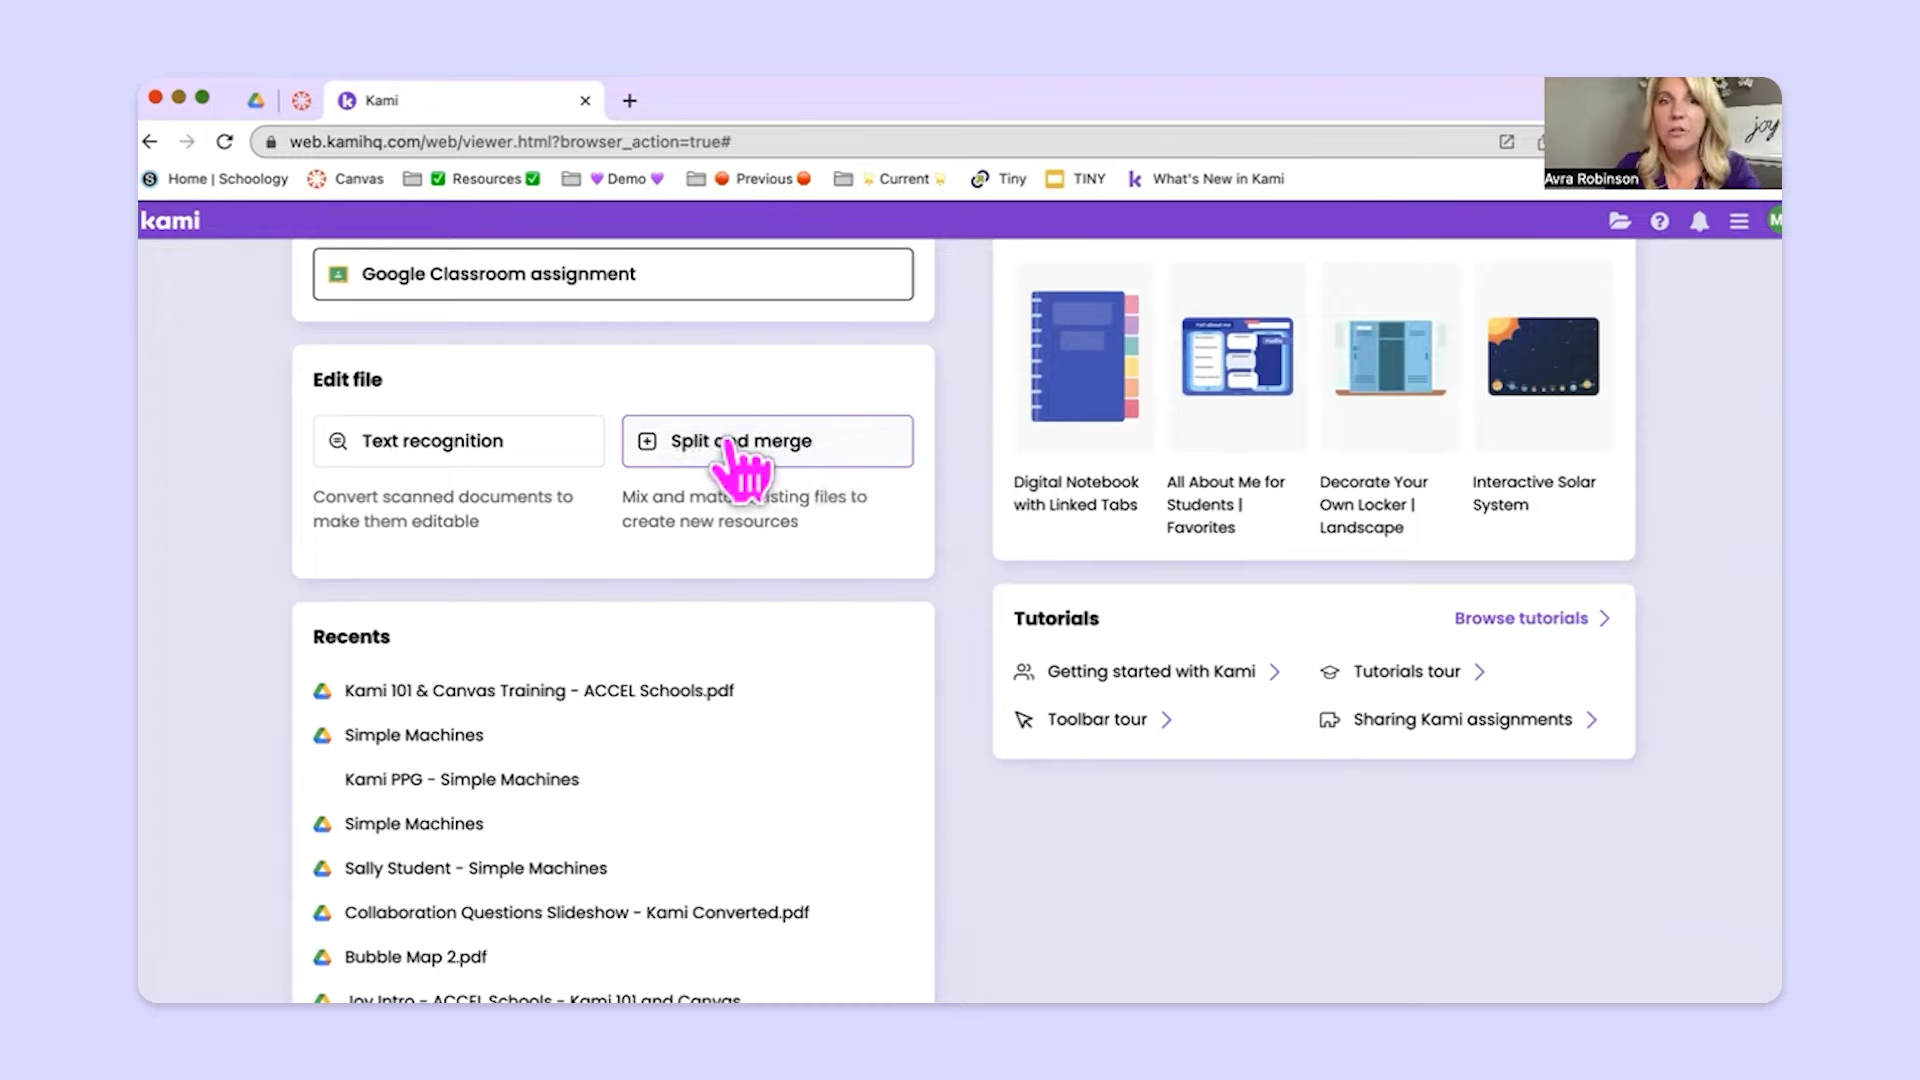 Kami
web.kamihq.com/web/viewer.html?browser_action=true#
Home | Schoology
Canvas
Resources
Demo
Previous
Current
Tiny
TINY
What's New in Kami
joy
Avra Robinson
kami
M
Google Classroom assignment
Edit file
Text recognition
Convert scanned documents to
make them editable
Split and merge
Mix and match existing files to
create new resources
Digital Notebook
with Linked Tabs
All About Me for
Students |
Favorites
Decorate Your
Own Locker |
Landscape
Interactive Solar
System
Recents
Kami 101 & Canvas Training - ACCEL Schools.pdf
Simple Machines
Kami PPG - Simple Machines
Simple Machines
Sally Student - Simple Machines
Collaboration Questions Slideshow - Kami Converted.pdf
Bubble Map 2.pdf
Joy Intro - ACCEL Schools - Kami 101 and Canvas
Tutorials
Browse tutorials
Getting started with Kami
Tutorials tour
Toolbar tour
Sharing Kami assignments